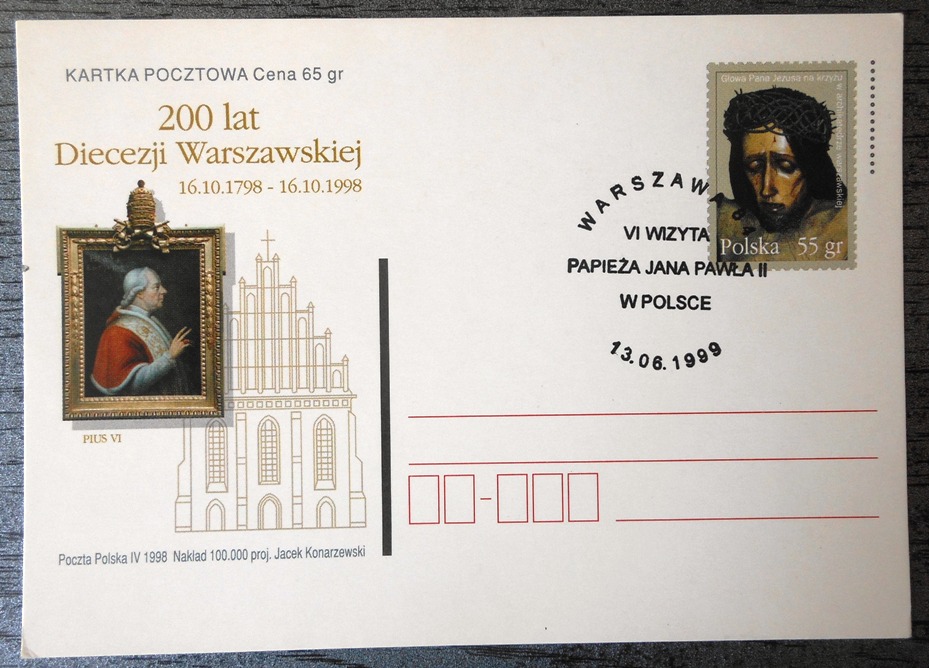 KARTKA POCZTOWA Cena 65 gr
200 lat
Diecezji Warszawskiej
16.10.1798 - 16.10.1998
PIUS VI
Poczta Polska IV 1998 Nakład 100.000 proj. Jacek Konarzewski
Głowa Pana Jezusa na krzyżu
w
Polska 55 gr
WARSZAWA
VI WIZYTA
PAPIEŻA JANA PAWŁA II
W POLSCE
13.06.1999